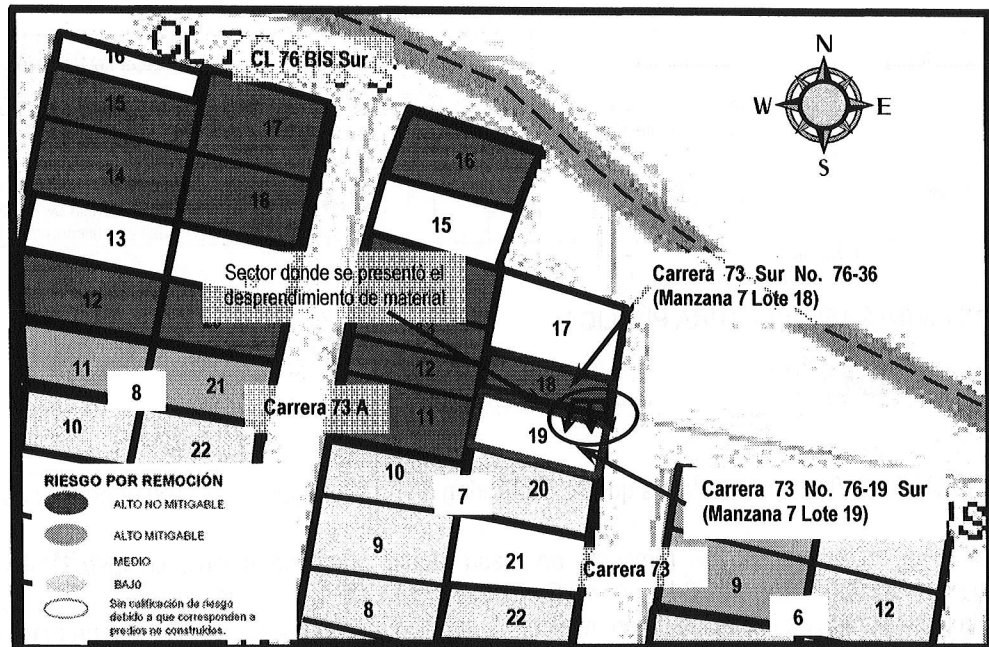 CL 7
CL 76 BIS Sur
N
W
E
S
16
15
14
13
12
11
10
17
18
21
22
8
16
15
12
11
10
9
8
7
17
18
19
20
21
22
9
6
12
Sector donde se presentó el
desprendimiento de material
Carrera 73 Sur No. 76-36
(Manzana 7 Lote 18)
Carrera 73 A
Carrera 73 No. 76-19 Sur
(Manzana 7 Lote 19)
Carrera 73
RIESGO POR REMOCIÓN
ALTO NO MITIGABLE
ALTO MITIGABLE
MEDIO
BAJO
Sin calificación de riesgo
debido a que corresponden a
predios no construidos.